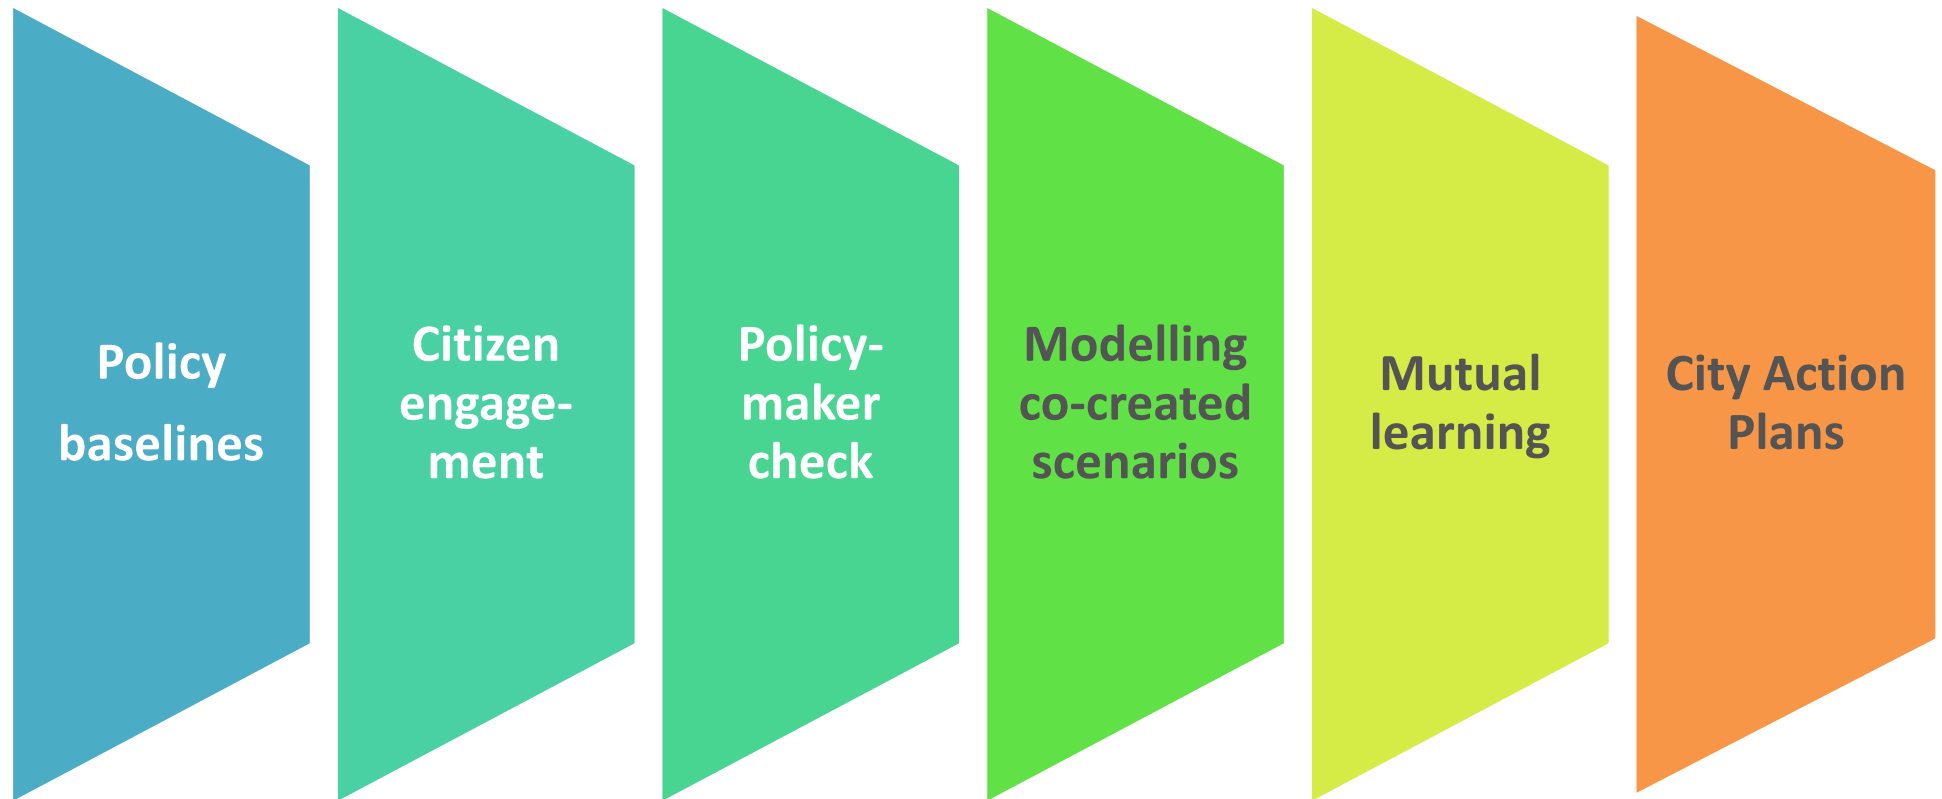 Policy
baselines
Citizen
engage-
ment
Policy-
maker
check
Modelling
co-created
scenarios
Mutual
learning
City Action
Plans